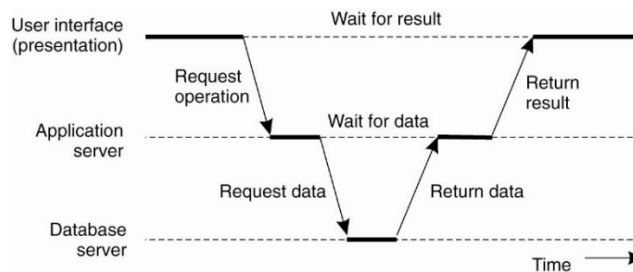 User interface
(presentation)
Wait for result
Request
operation
Return
result
Application
server
Wait for data
Request data
Return data
Database
server
Time